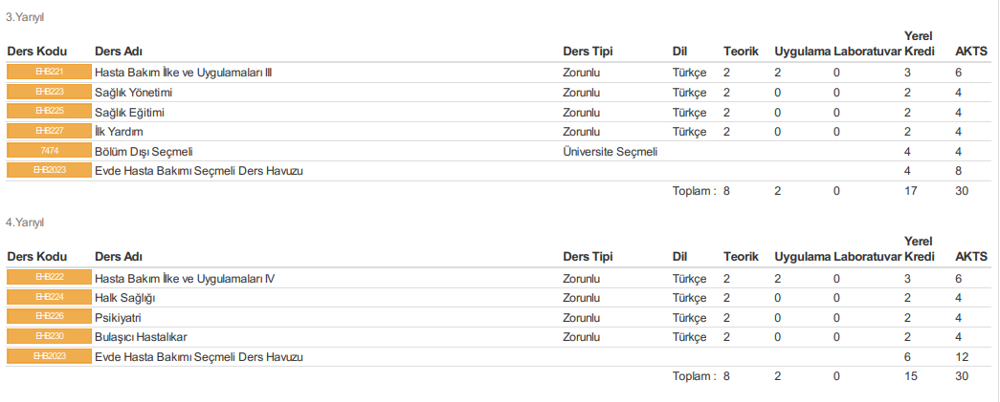 3.Yarıyıl
Ders Kodu Ders Adı Ders Tipi Dil Teorik Uygulama Laboratuvar Yerel Kredi AKTS
EHB221 Hasta Bakım İlke ve Uygulamaları III Zorunlu Türkçe 2 2 0 3 6
EHB223 Sağlık Yönetimi Zorunlu Türkçe 2 0 0 2 4
EHB225 Sağlık Eğitimi Zorunlu Türkçe 2 0 0 2 4
EHB227 İlk Yardım Zorunlu Türkçe 2 0 0 2 4
7474 Bölüm Dışı Seçmeli Üniversite Seçmeli 4 4
EHB2023 Evde Hasta Bakımı Seçmeli Ders Havuzu 4 8
Toplam : 8 2 0 17 30
4.Yarıyıl
Ders Kodu Ders Adı Ders Tipi Dil Teorik Uygulama Laboratuvar Yerel Kredi AKTS
EHB222 Hasta Bakım İlke ve Uygulamaları IV Zorunlu Türkçe 2 2 0 3 6
EHB224 Halk Sağlığı Zorunlu Türkçe 2 0 0 2 4
EHB226 Psikiyatri Zorunlu Türkçe 2 0 0 2 4
EHB230 Bulaşıcı Hastalıkar Zorunlu Türkçe 2 0 0 2 4
EHB2023 Evde Hasta Bakımı Seçmeli Ders Havuzu 6 12
Toplam : 8 2 0 15 30